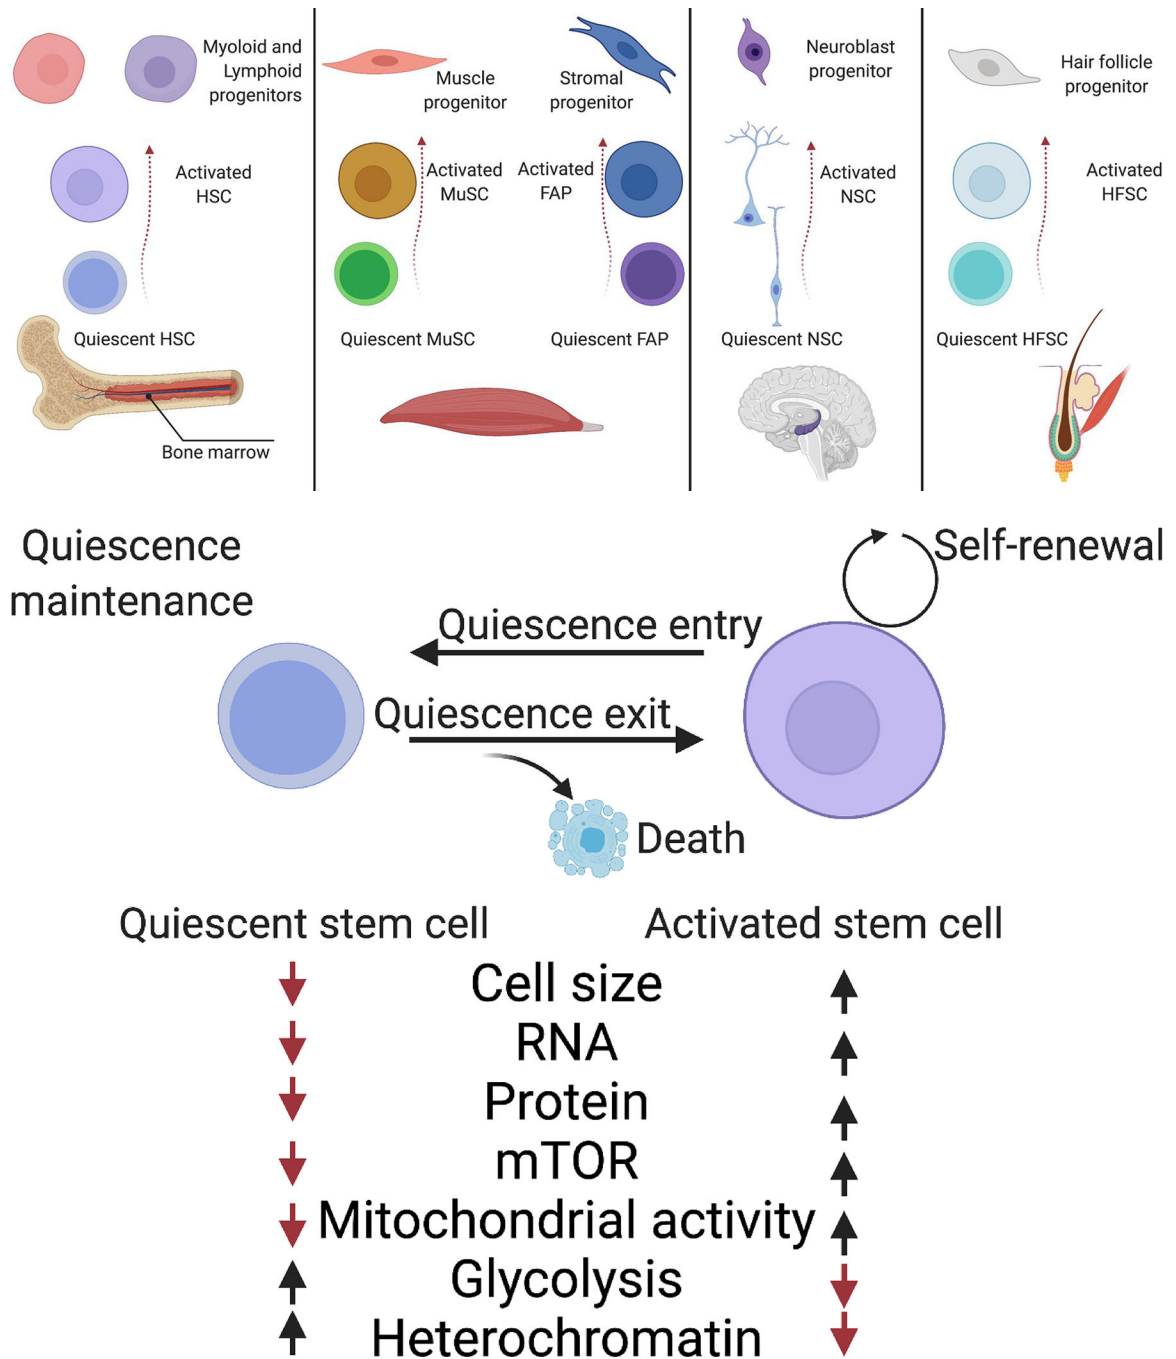 Myoloid and
Lymphoid
progenitors
Activated
HSC
Quiescent HSC
Bone marrow
Muscle
progenitor
Stromal
progenitor
Activated
MuSC
Activated
FAP
Quiescent MuSC
Quiescent FAP
Neuroblast
progenitor
Activated
NSC
Quiescent NSC
Hair follicle
progenitor
Activated
HFSC
Quiescent HFSC
Quiescence
maintenance
Self-renewal
Quiescence entry
Quiescence exit
Death
Quiescent stem cell
Activated stem cell
Cell size
RNA
Protein
mTOR
Mitochondrial activity
Glycolysis
Heterochromatin